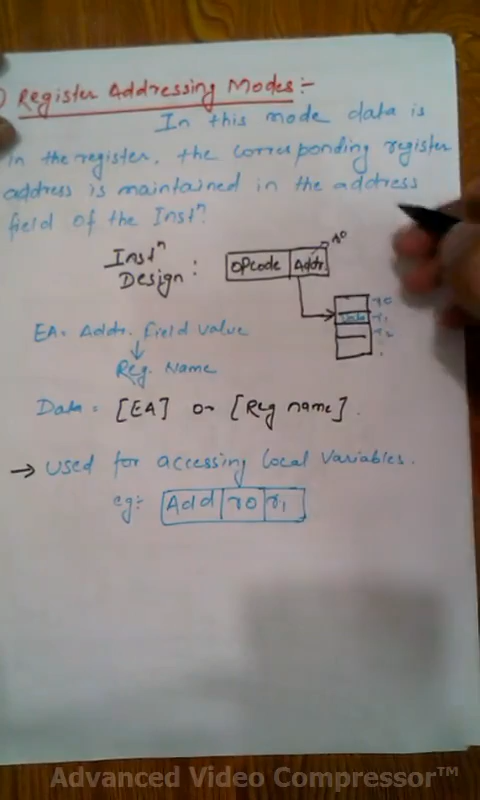 ) Register Addressing Modes :-
In this mode data is
in the register, the corresponding register
address is maintained in the address
field of the Instⁿ.
Instⁿ Design : Opcode Addr. r0
r0
Data r1
r2
EA = Addr. field value
Reg. Name
Data = [EA] or [Reg name].
→ Used for accessing local variables.
eg:- Add r0 r1
Advanced Video Compressor™